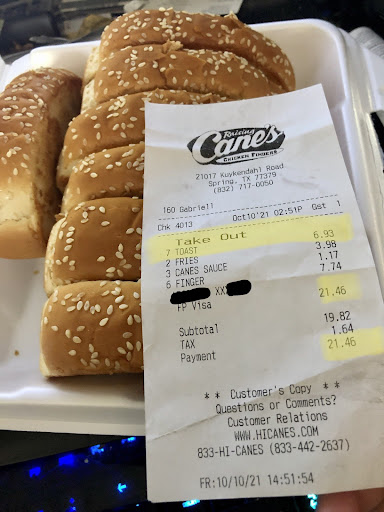 Raising
Cane's
CHICKEN FINGERS
21017 Kuykendahl Road
Spring, TX 77379
(832) 717-0050
160 Gabriell
Chk 4013 Oct10'21 02:51P Gst 1
Take Out
7 TOAST 6.93
2 FRIES 3.98
3 CANES SAUCE 1.17
6 FINGER 7.74
XX
FP Visa 21.46
Subtotal 19.82
TAX 1.64
Payment 21.46
** Customer's Copy **
Questions or Comments?
Customer Relations
WWW.HICANES.COM
833-HI-CANES (833-442-2637)
FR:10/10/21 14:51:54